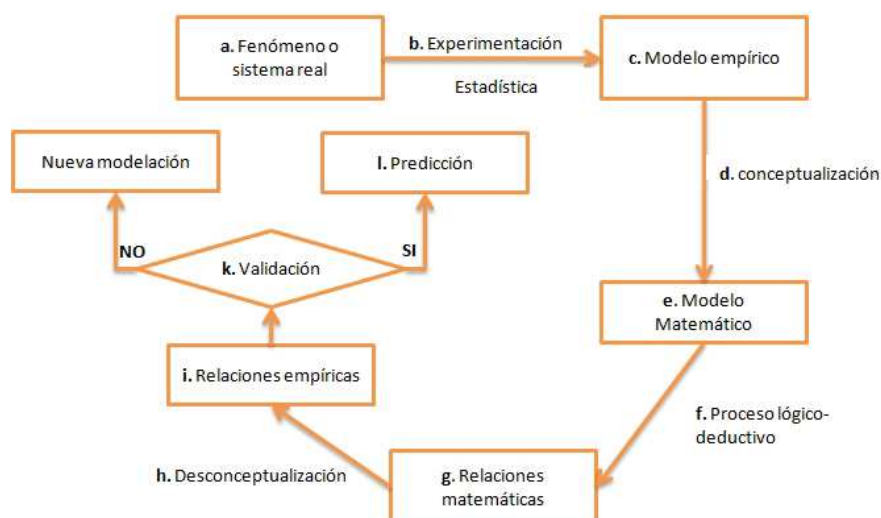 a. Fenómeno o
sistema real
b. Experimentación
Estadística
c. Modelo empírico
d. conceptualización
Nueva modelación
l. Predicción
NO
SI
k. Validación
e. Modelo
Matemático
i. Relaciones empíricas
f. Proceso lógico-
deductivo
h. Desconceptualización
g. Relaciones
matemáticas